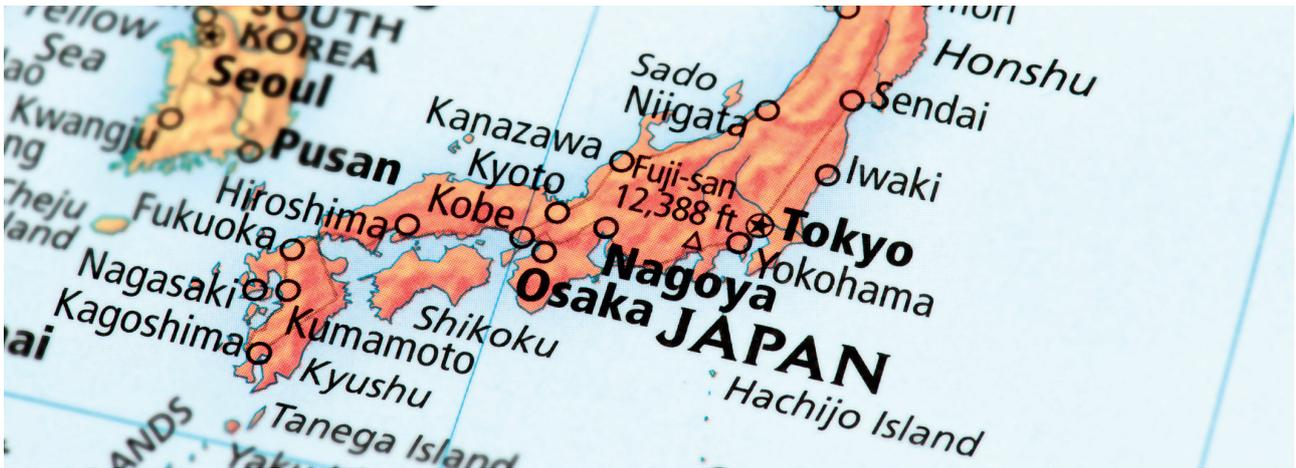 Yellow
Sea
SOUTH
KOREA
Seoul
Kwangju
Pusan
Cheju
Honshu
Sado
Niigata
Sendai
Kanazawa
Kyoto
Fuji-san
12,388 ft
Iwaki
Hiroshima
Kobe
Tokyo
Fukuoka
Yokohama
Nagoya
Osaka
Nagasaki
JAPAN
Kagoshima
Kumamoto
Shikoku
Kyushu
Hachijo Island
Tanega Island